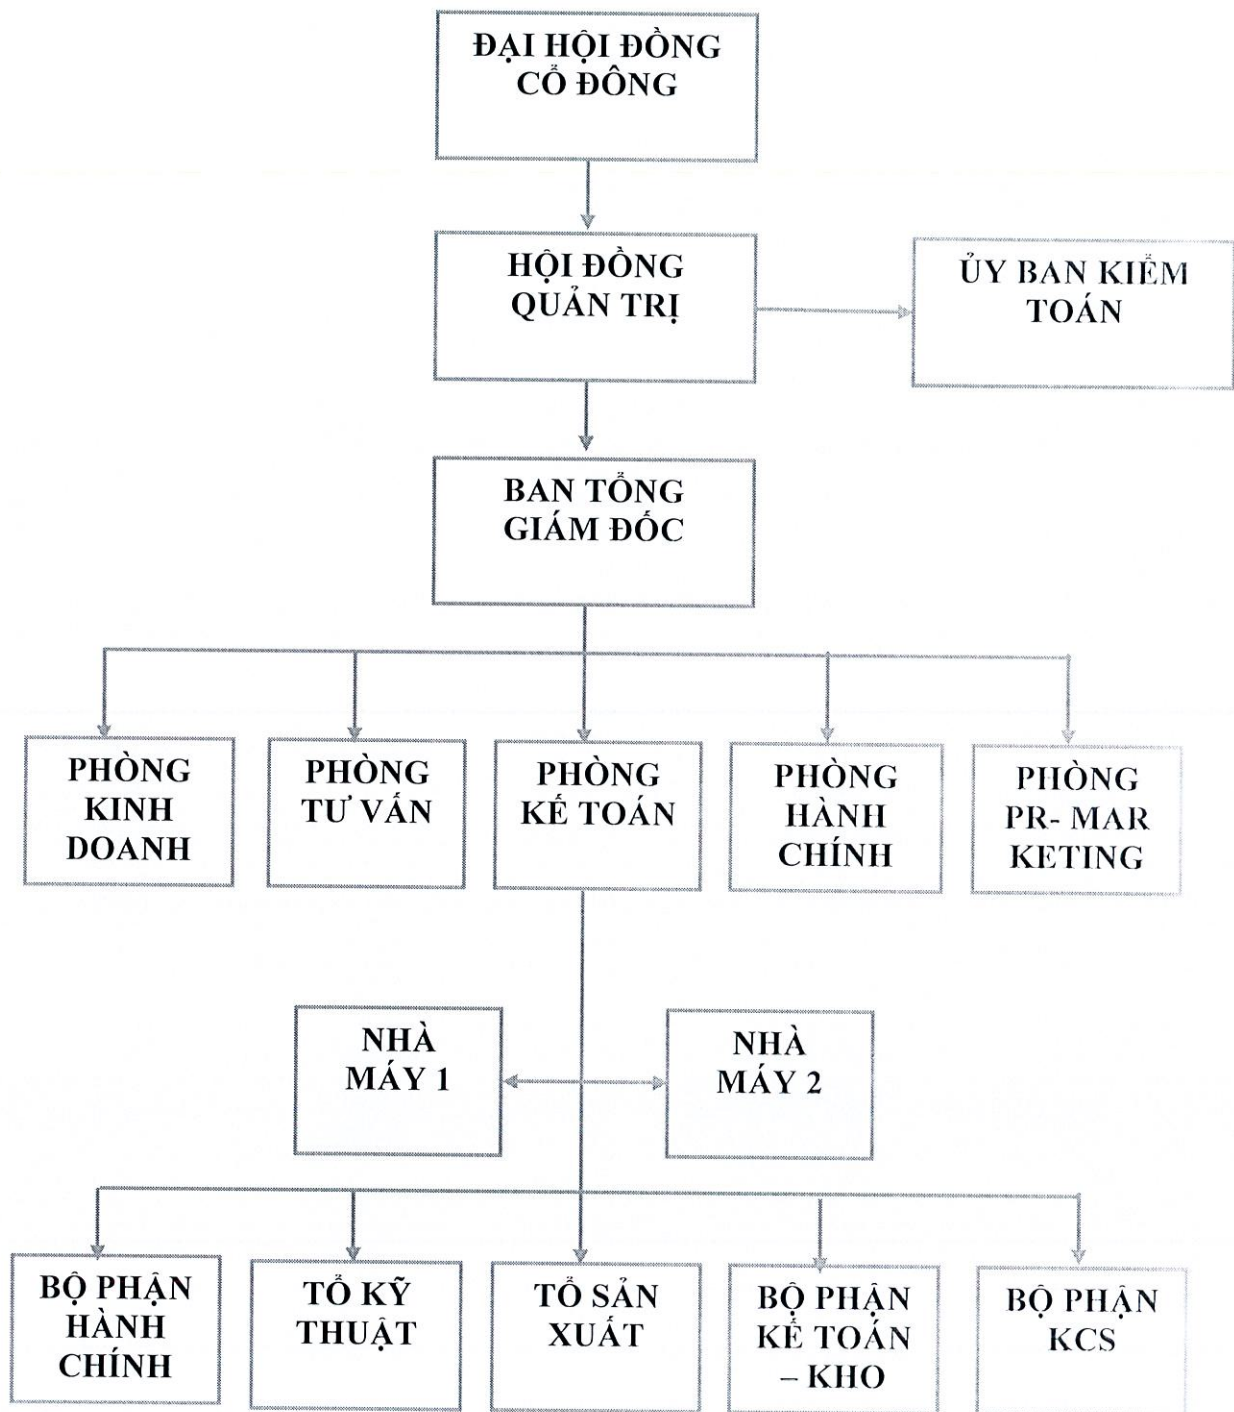 ĐẠI HỘI ĐỒNG
CỔ ĐÔNG
HỘI ĐỒNG
QUẢN TRỊ
ỦY BAN KIỂM
TOÁN
BAN TỔNG
GIÁM ĐỐC
PHÒNG
KINH
DOANH
PHÒNG
TƯ VẤN
PHÒNG
KẾ TOÁN
PHÒNG
HÀNH
CHÍNH
PHÒNG
PR- MAR
KETING
NHÀ
MÁY 1
NHÀ
MÁY 2
BỘ PHẬN
HÀNH
CHÍNH
TỔ KỸ
THUẬT
TỔ SẢN
XUẤT
BỘ PHẬN
KẾ TOÁN
– KHO
BỘ PHẬN
KCS